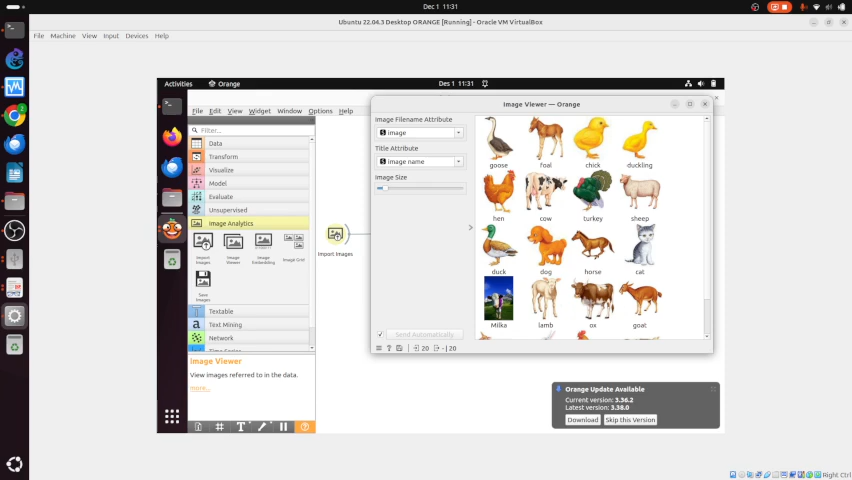 Dec 1 11:31
Ubuntu 22.04.3 Desktop ORANGE [Running] - Oracle VM VirtualBox
File Machine View Input Devices Help
Activities Orange Des 1 11:31
File Edit View Widget Window Options Help
Image Viewer — Orange
Filter...
Data
Transform
Visualize
Model
Evaluate
Unsupervised
Image Analytics
Import Images
Image Viewer
Image Embedding
Image Grid
Save Images
Textable
Text Mining
Network
Time Series
Image Viewer
View images referred to in the data.
more...
Import Images
Image Filename Attribute
S image
Title Attribute
S image name
Image Size
Send Automatically
20 - | 20
goose foal chick duckling
hen cow turkey sheep
duck dog horse cat
Milka lamb ox goat
Orange Update Available
Current version: 3.36.2
Latest version: 3.38.0
Download Skip this Version
Right Ctrl